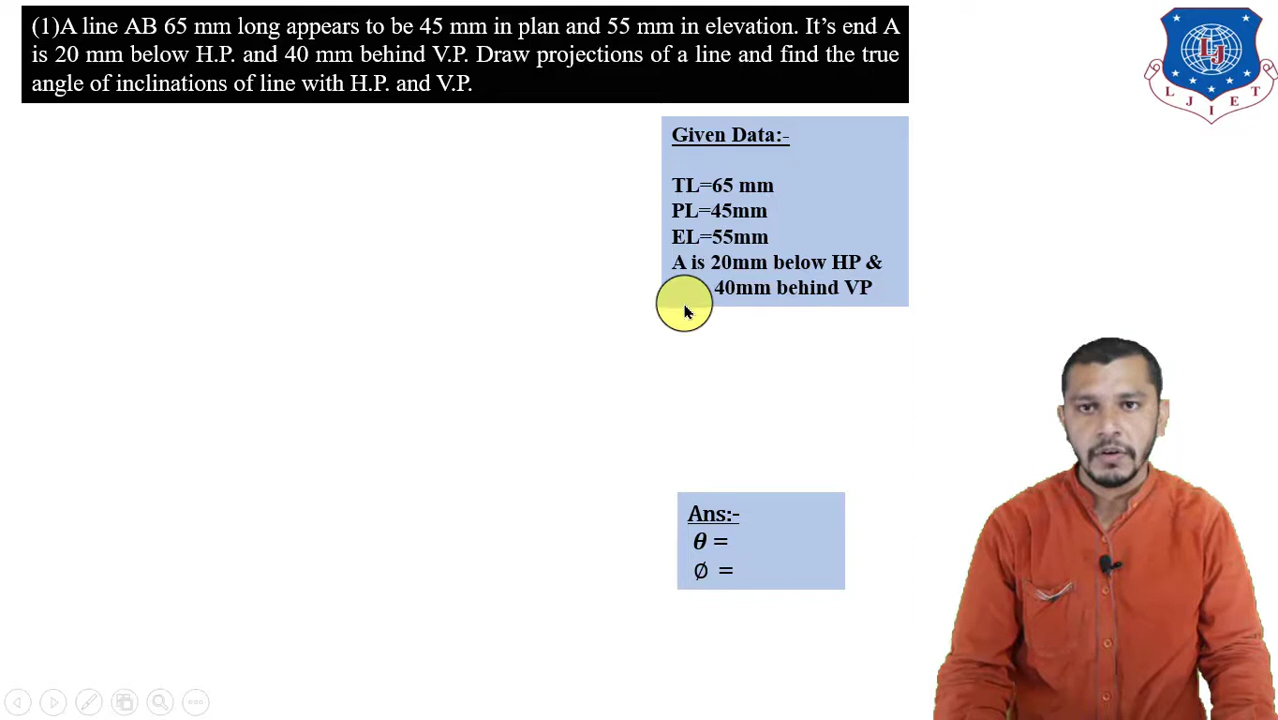 (1)A line AB 65 mm long appears to be 45 mm in plan and 55 mm in elevation. It’s end A
is 20 mm below H.P. and 40 mm behind V.P. Draw projections of a line and find the true
angle of inclinations of line with H.P. and V.P.
LJ
L J I E T
Given Data:-
TL=65 mm
PL=45mm
EL=55mm
A is 20mm below HP &
40mm behind VP
Ans:-
θ =
∅ =